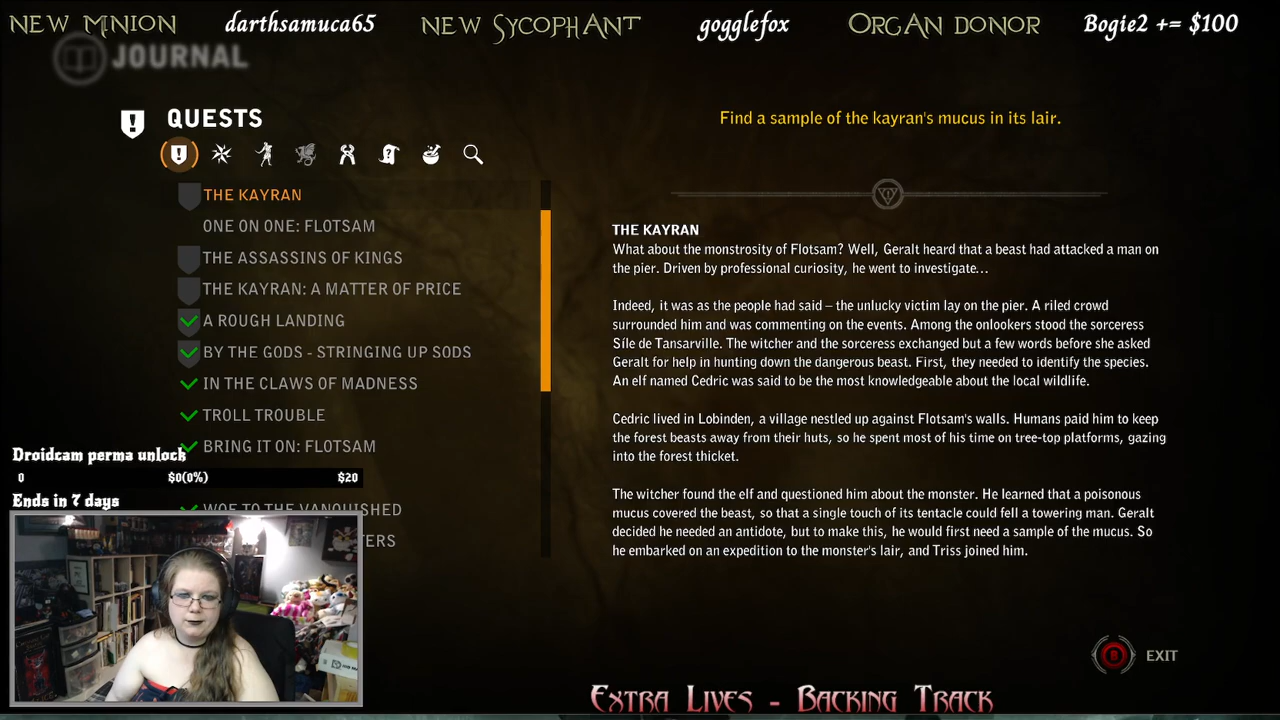 NEW MINION darthsamuca65 NEW SYCOPHANT gogglefox ORGAN DONOR Bogie2 += $100
JOURNAL
QUESTS
THE KAYRAN
ONE ON ONE: FLOTSAM
THE ASSASSINS OF KINGS
THE KAYRAN: A MATTER OF PRICE
A ROUGH LANDING
BY THE GODS - STRINGING UP SODS
IN THE CLAWS OF MADNESS
TROLL TROUBLE
BRING IT ON: FLOTSAM
WOE TO THE VANQUISHED
Find a sample of the kayran's mucus in its lair.
THE KAYRAN
What about the monstrosity of Flotsam? Well, Geralt heard that a beast had attacked a man on
the pier. Driven by professional curiosity, he went to investigate...
Indeed, it was as the people had said – the unlucky victim lay on the pier. A riled crowd
surrounded him and was commenting on the events. Among the onlookers stood the sorceress
Síle de Tansarville. The witcher and the sorceress exchanged but a few words before she asked
Geralt for help in hunting down the dangerous beast. First, they needed to identify the species.
An elf named Cedric was said to be the most knowledgeable about the local wildlife.
Cedric lived in Lobinden, a village nestled up against Flotsam's walls. Humans paid him to keep
the forest beasts away from their huts, so he spent most of his time on tree-top platforms, gazing
into the forest thicket.
The witcher found the elf and questioned him about the monster. He learned that a poisonous
mucus covered the beast, so that a single touch of its tentacle could fell a towering man. Geralt
decided he needed an antidote, but to make this, he would first need a sample of the mucus. So
he embarked on an expedition to the monster's lair, and Triss joined him.
Droidcam perma unlock
0 $0(0%) $20
Ends in 7 days
B EXIT
Extra Lives - Backing Track